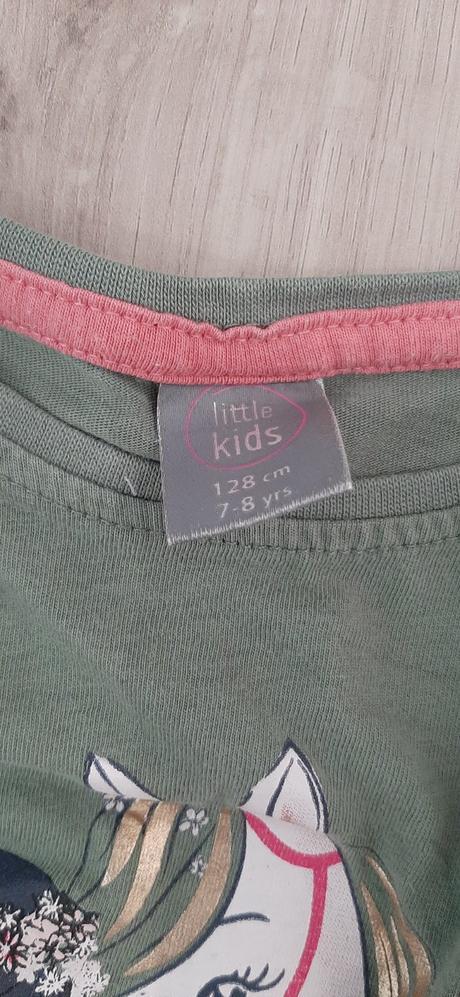 little
kids
128 cm
7-8 yrs